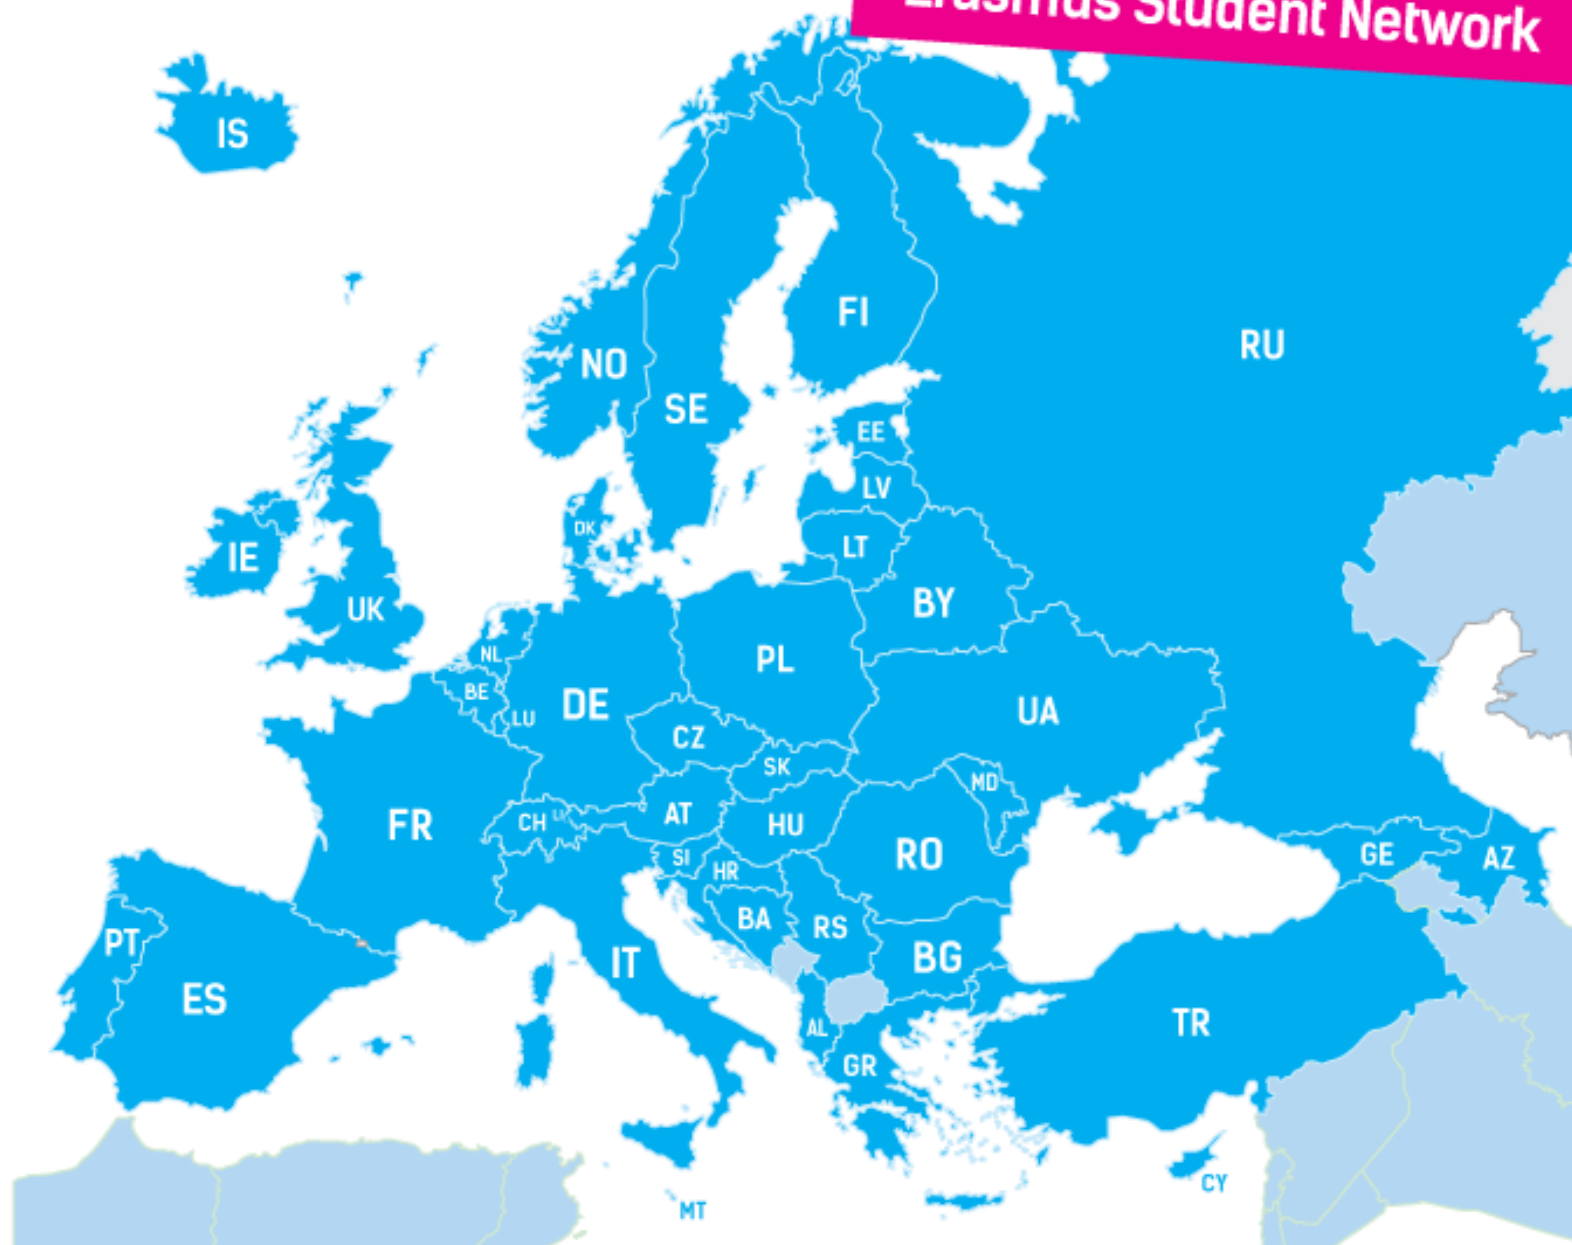 Erasmus Student Network
IS
FI
RU
NO
SE
EE
LV
DK
LT
IE
BY
UK
NL
PL
BE
DE
LU
UA
CZ
SK
MD
AT
CH
LI
HU
FR
RO
GE
AZ
SI
HR
BA
RS
PT
BG
IT
ES
TR
AL
GR
CY
MT